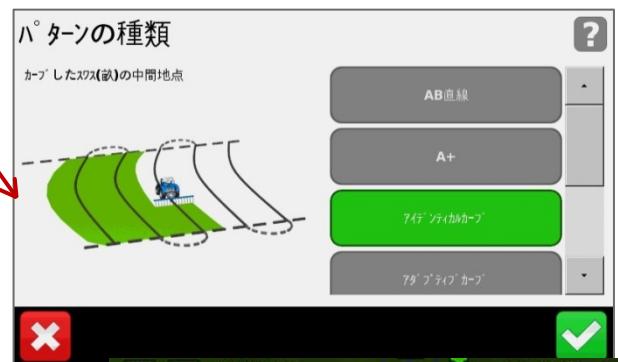 ﾊﾟﾀｰﾝの種類
?
ｶｰﾌﾞしたｽﾜｽ(畝)の中間地点
AB直線
A+
ｱｲﾃﾞﾝﾃｨｶﾙｶｰﾌﾞ
ｱﾀﾞﾌﾟﾃｨﾌﾞｶｰﾌﾞ